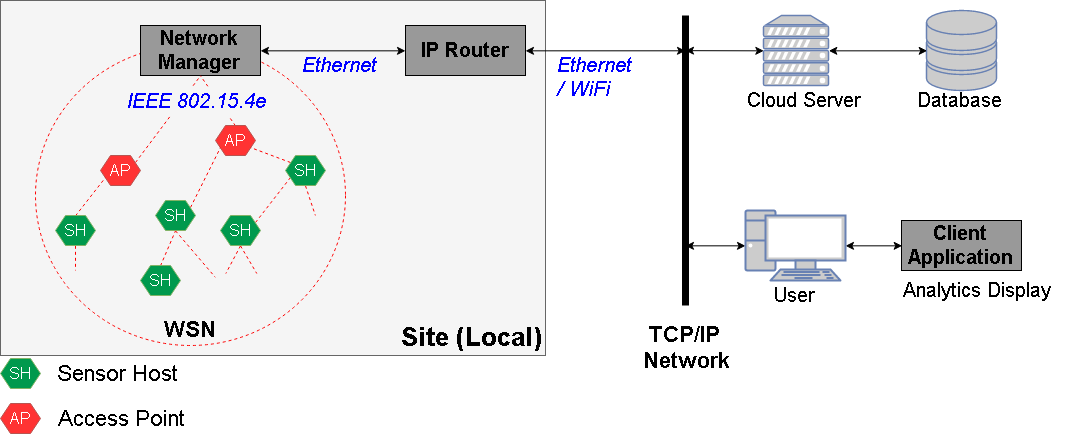 Network
Manager
IP Router
Ethernet
Ethernet
/ WiFi
Cloud Server
Database
IEEE 802.15.4e
AP
AP
SH
SH
SH
SH
SH
WSN
Site (Local)
TCP/IP
Network
User
Client
Application
Analytics Display
SH Sensor Host
AP Access Point